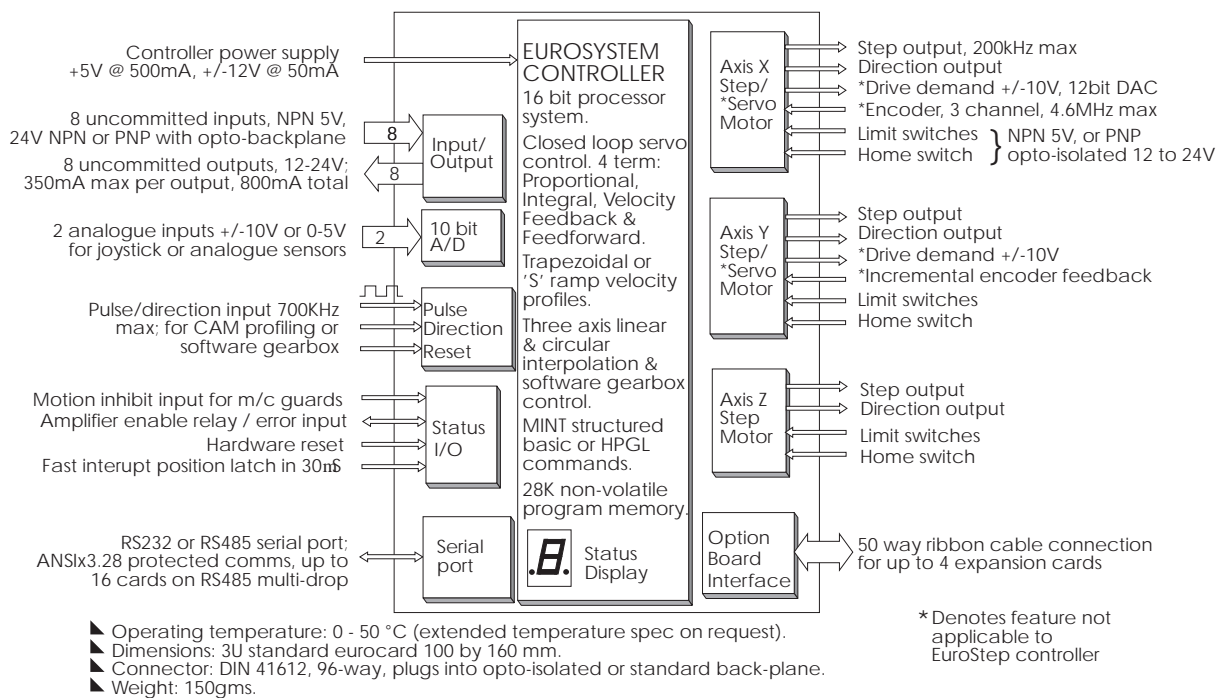 Controller power supply
+5V @ 500mA, +/-12V @ 50mA
8 uncommitted inputs, NPN 5V,
24V NPN or PNP with opto-backplane
8 uncommitted outputs, 12-24V;
350mA max per output, 800mA total
2 analogue inputs +/-10V or 0-5V
for joystick or analogue sensors
Pulse/direction input 700KHz
max; for CAM profiling or
software gearbox
Motion inhibit input for m/c guards
Amplifier enable relay / error input
Hardware reset
Fast interupt position latch in 30mS
RS232 or RS485 serial port;
ANSIx3.28 protected comms, up to
16 cards on RS485 multi-drop
8
8
Input/
Output
2
10 bit
A/D
Pulse
Direction
Reset
Status
I/O
Serial
port
EUROSYSTEM
CONTROLLER
16 bit processor
system.
Closed loop servo
control. 4 term:
Proportional,
Integral, Velocity
Feedback &
Feedforward.
Trapezoidal or
'S' ramp velocity
profiles.
Three axis linear
& circular
interpolation &
software gearbox
control.
MINT structured
basic or HPGL
commands.
28K non-volatile
program memory.
.8.
Status
Display
Axis X
Step/
*Servo
Motor
Step output, 200kHz max
Direction output
*Drive demand +/-10V, 12bit DAC
*Encoder, 3 channel, 4.6MHz max
Limit switches
Home switch
} NPN 5V, or PNP
opto-isolated 12 to 24V
Axis Y
Step/
*Servo
Motor
Step output
Direction output
*Drive demand +/-10V
*Incremental encoder feedback
Limit switches
Home switch
Axis Z
Step
Motor
Step output
Direction output
Limit switches
Home switch
Option
Board
Interface
50 way ribbon cable connection
for up to 4 expansion cards
* Denotes feature not
applicable to
EuroStep controller
Operating temperature: 0 - 50 °C (extended temperature spec on request).
Dimensions: 3U standard eurocard 100 by 160 mm.
Connector: DIN 41612, 96-way, plugs into opto-isolated or standard back-plane.
Weight: 150gms.